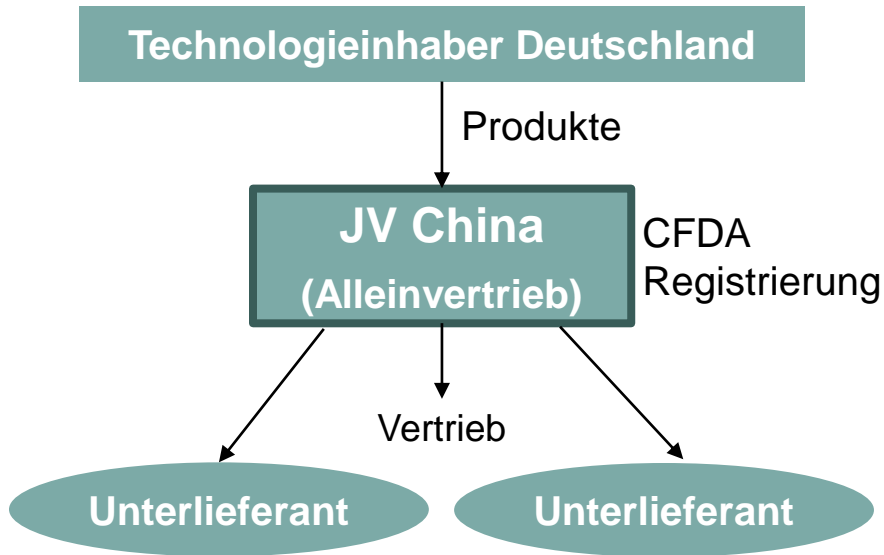 Technologieinhaber Deutschland
Produkte
JV China
(Alleinvertrieb)
CFDA
Registrierung
Vertrieb
Unterlieferant
Unterlieferant